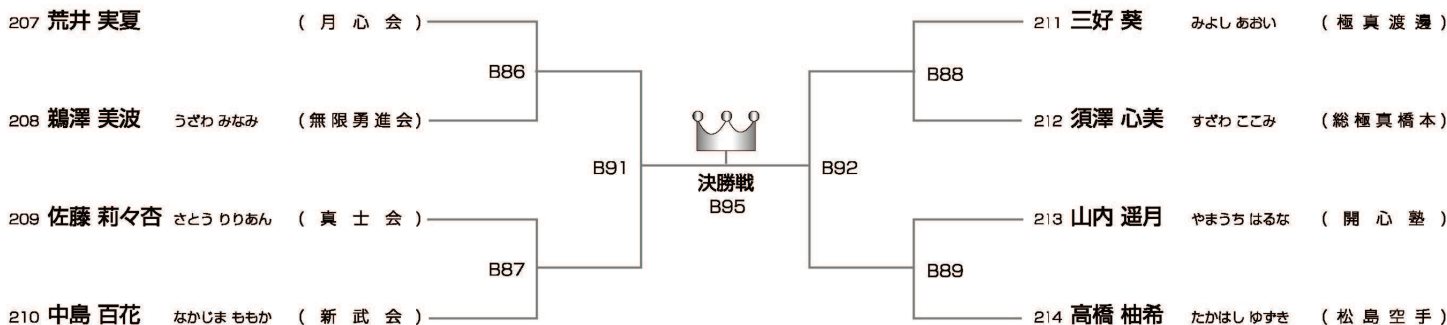 207 荒井 実夏 (月心会)
B86
208 鵜澤 美波 うざわ みなみ (無限勇進会)
B91
209 佐藤 莉々杏 さとう りりあん (真士会)
B87
210 中島 百花 なかじま ももか (新武会)
決勝戦
B95
211 三好 葵 みよし あおい (極真渡邊)
B88
212 須澤 心美 すざわ ここみ (総極真橋本)
B92
213 山内 遥月 やまうち はるな (開心塾)
B89
214 高橋 柚希 たかはし ゆずき (松島空手)